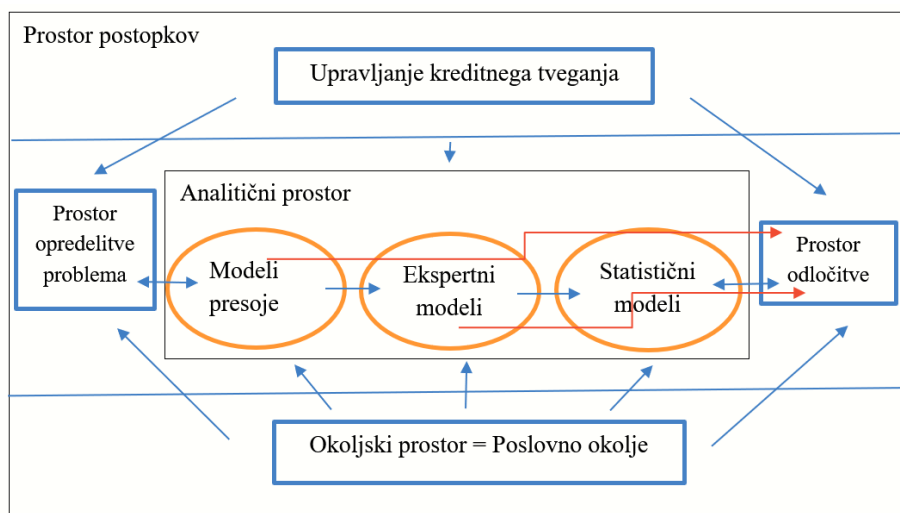 Prostor postopkov
Upravljanje kreditnega tveganja
Analitični prostor
Prostor
opredelitve
problema
Modeli
presoje
Ekspertni
modeli
Statistični
modeli
Prostor
odločitve
Okoljski prostor = Poslovno okolje